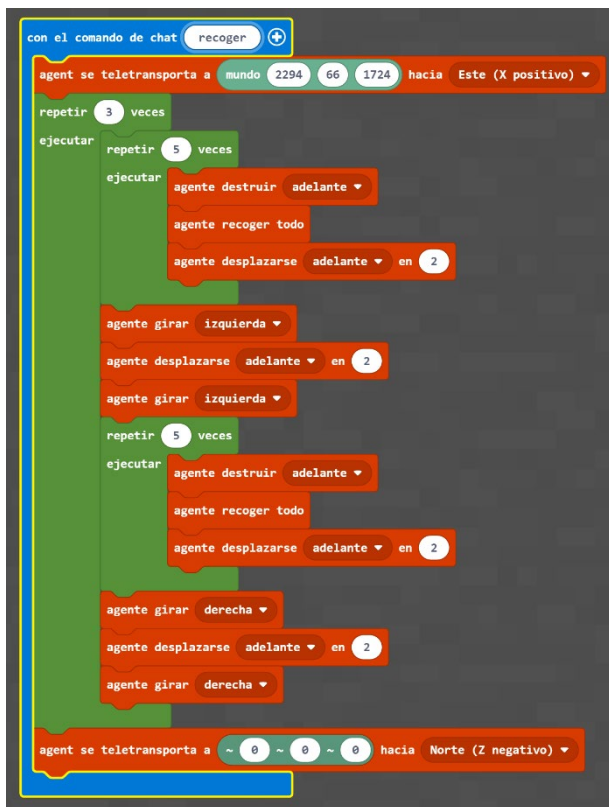 con el comando de chat recoger
agent se teletransporta a mundo 2294 66 1724 hacia Este (X positivo)
repetir 3 veces
ejecutar
repetir 5 veces
ejecutar
agente destruir adelante
agente recoger todo
agente desplazarse adelante en 2
agente girar izquierda
agente desplazarse adelante en 2
agente girar izquierda
repetir 5 veces
ejecutar
agente destruir adelante
agente recoger todo
agente desplazarse adelante en 2
agente girar derecha
agente desplazarse adelante en 2
agente girar derecha
agent se teletransporta a ~ 0 ~ 0 ~ 0 hacia Norte (Z negativo)